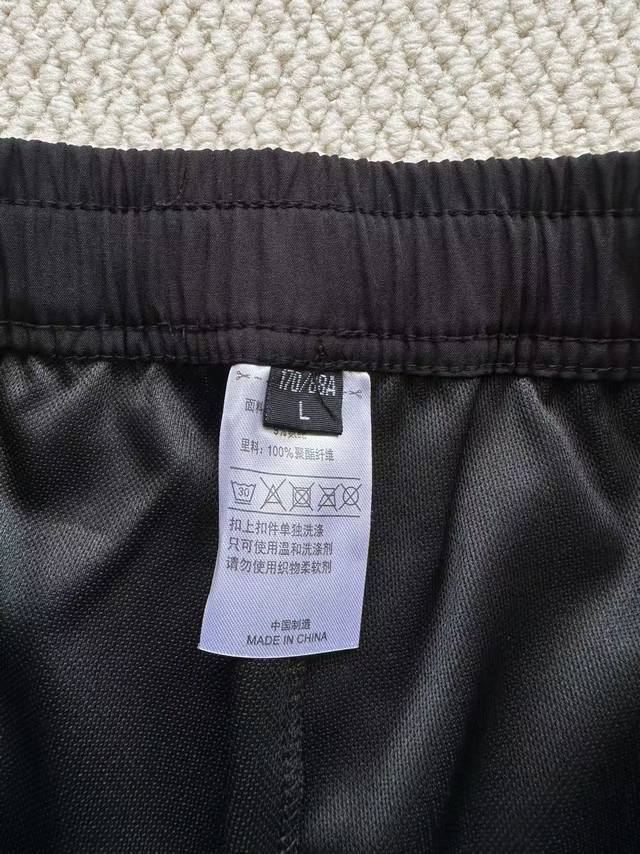 170/68A
L
面料
里料：100%聚酯纤维
30
扣上扣件单独洗涤
只可使用温和洗涤剂
请勿使用织物柔软剂
中国制造
MADE IN CHINA